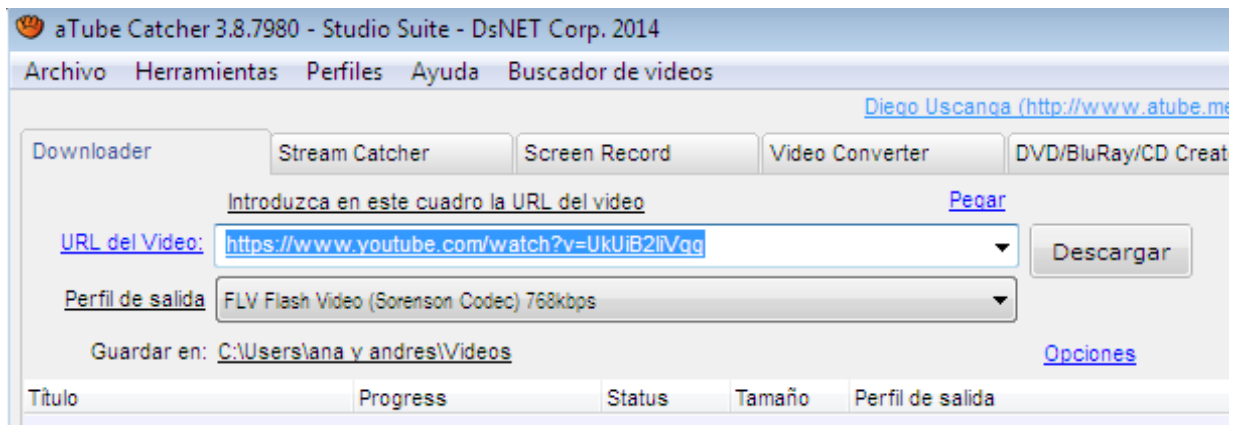 aTube Catcher 3.8.7980 - Studio Suite - DsNET Corp. 2014
Archivo Herramientas Perfiles Ayuda Buscador de videos
Diego Uscanga (http://www.atube.me
Downloader Stream Catcher Screen Record Video Converter DVD/BluRay/CD Creat
Introduzca en este cuadro la URL del video Pegar
URL del Video: https://www.youtube.com/watch?v=UkUiB2liVqg Descargar
Perfil de salida FLV Flash Video (Sorenson Codec) 768kbps
Guardar en: C:\Users\ana y andres\Videos Opciones
Título Progress Status Tamaño Perfil de salida